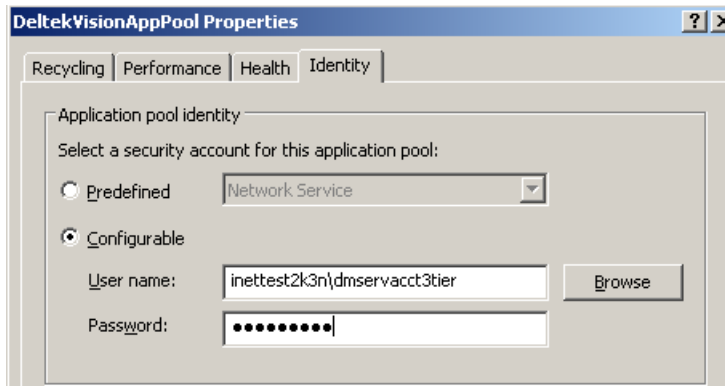 DeltekVisionAppPool Properties
Recycling Performance Health Identity
Application pool identity
Select a security account for this application pool:
Predefined Network Service
Configurable
User name: inettest2k3n\dmservacct3tier Browse
Password: ●●●●●●●●●